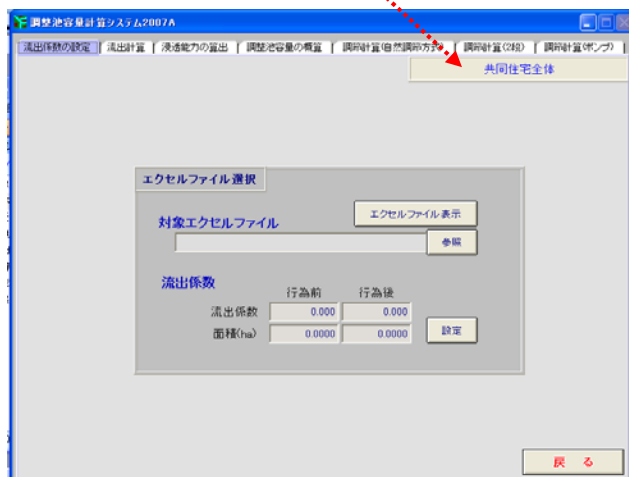 調整池容量計算システム2007A
流出係数の設定 流出計算 浸透能力の算出 調整池容量の概算 調節計算(自然調節方式) 調節計算(2段) 調節計算(ポンプ)
共同住宅全体
エクセルファイル選択
エクセルファイル表示
対象エクセルファイル
参照
流出係数
行為前 行為後
流出係数 0.000 0.000
面積(ha) 0.0000 0.0000 設定
戻る